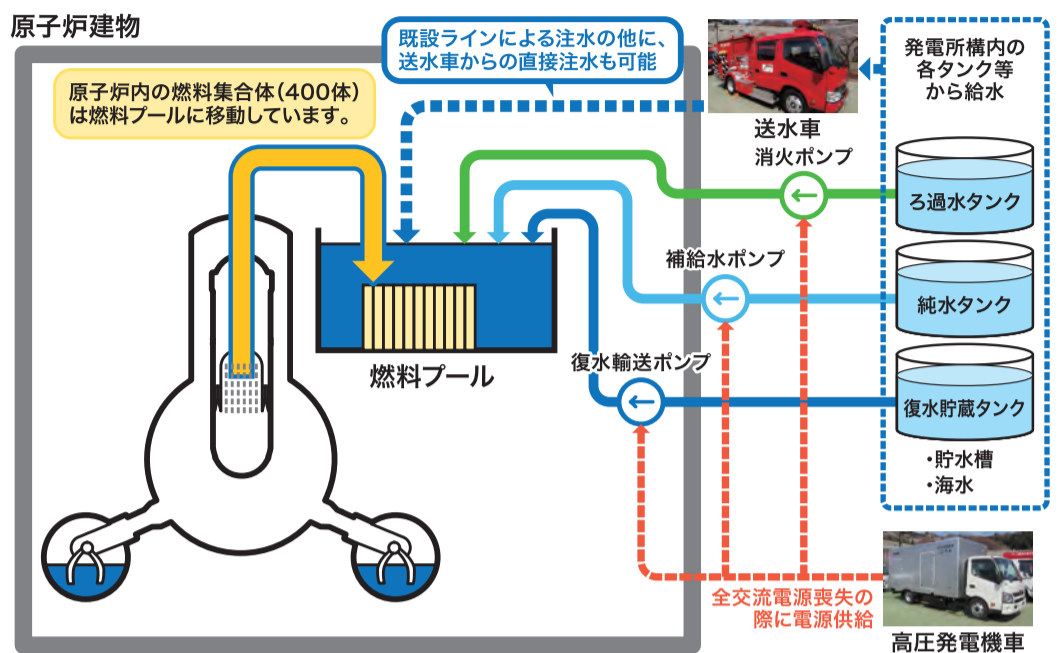 原子炉建物
既設ラインによる注水の他に、
送水車からの直接注水も可能
原子炉内の燃料集合体(400体)
は燃料プールに移動しています。
送水車
発電所構内の
各タンク等
から給水
消火ポンプ
ろ過水タンク
補給水ポンプ
純水タンク
燃料プール
復水輸送ポンプ
復水貯蔵タンク
・貯水槽
・海水
全交流電源喪失の
際に電源供給
高圧発電機車